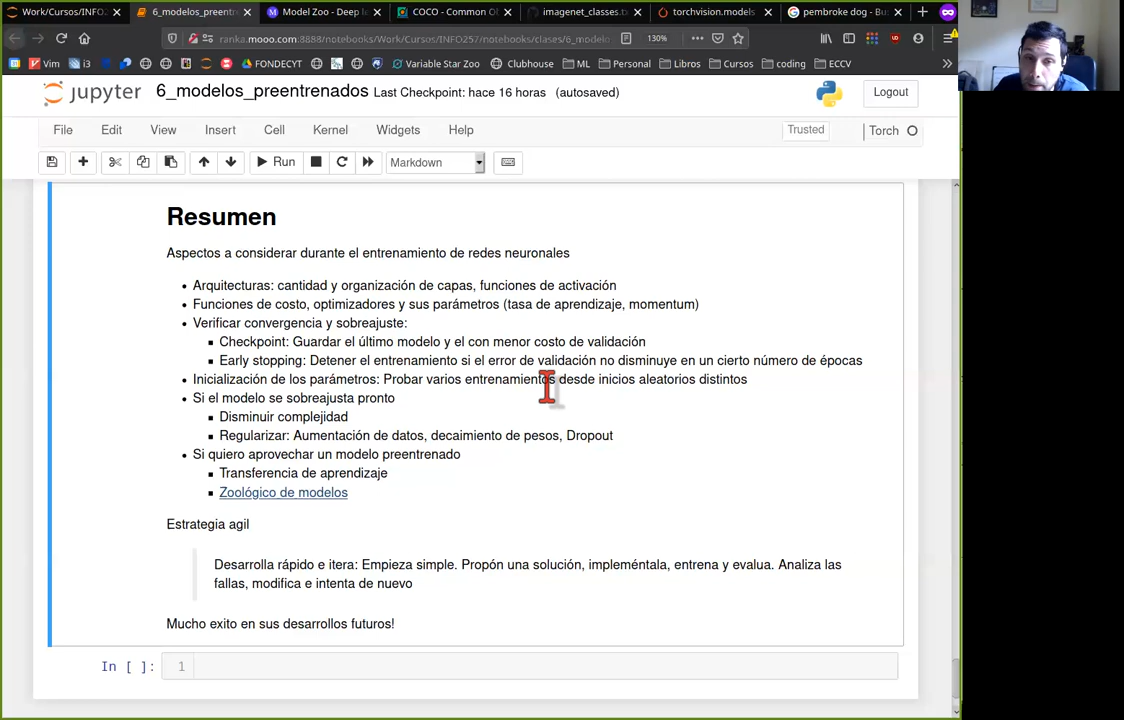 Work/Cursos/INFO2
6_modelos_preentr
Model Zoo - Deep le
COCO - Common O
imagenet_classes.t
torchvision.models
pembroke dog - Bu
ranka.mooo.com:8888/notebooks/Work/Cursos/INFO257/notebooks/clases/6_modelo
130%
Vim
i3
FONDECYT
Variable Star Zoo
Clubhouse
ML
Personal
Libros
Cursos
coding
ECCV
jupyter 6_modelos_preentrenados Last Checkpoint: hace 16 horas (autosaved)
Logout
File Edit View Insert Cell Kernel Widgets Help
Trusted
Torch
Run
Markdown
Resumen
Aspectos a considerar durante el entrenamiento de redes neuronales
• Arquitecturas: cantidad y organización de capas, funciones de activación
• Funciones de costo, optimizadores y sus parámetros (tasa de aprendizaje, momentum)
• Verificar convergencia y sobreajuste:
▪ Checkpoint: Guardar el último modelo y el con menor costo de validación
▪ Early stopping: Detener el entrenamiento si el error de validación no disminuye en un cierto número de épocas
• Inicialización de los parámetros: Probar varios entrenamientos desde inicios aleatorios distintos
• Si el modelo se sobreajusta pronto
▪ Disminuir complejidad
▪ Regularizar: Aumentación de datos, decaimiento de pesos, Dropout
• Si quiero aprovechar un modelo preentrenado
▪ Transferencia de aprendizaje
▪ Zoológico de modelos
Estrategia agil
Desarrolla rápido e itera: Empieza simple. Propón una solución, impleméntala, entrena y evalua. Analiza las
fallas, modifica e intenta de nuevo
Mucho exito en sus desarrollos futuros!
In [ ]:
1